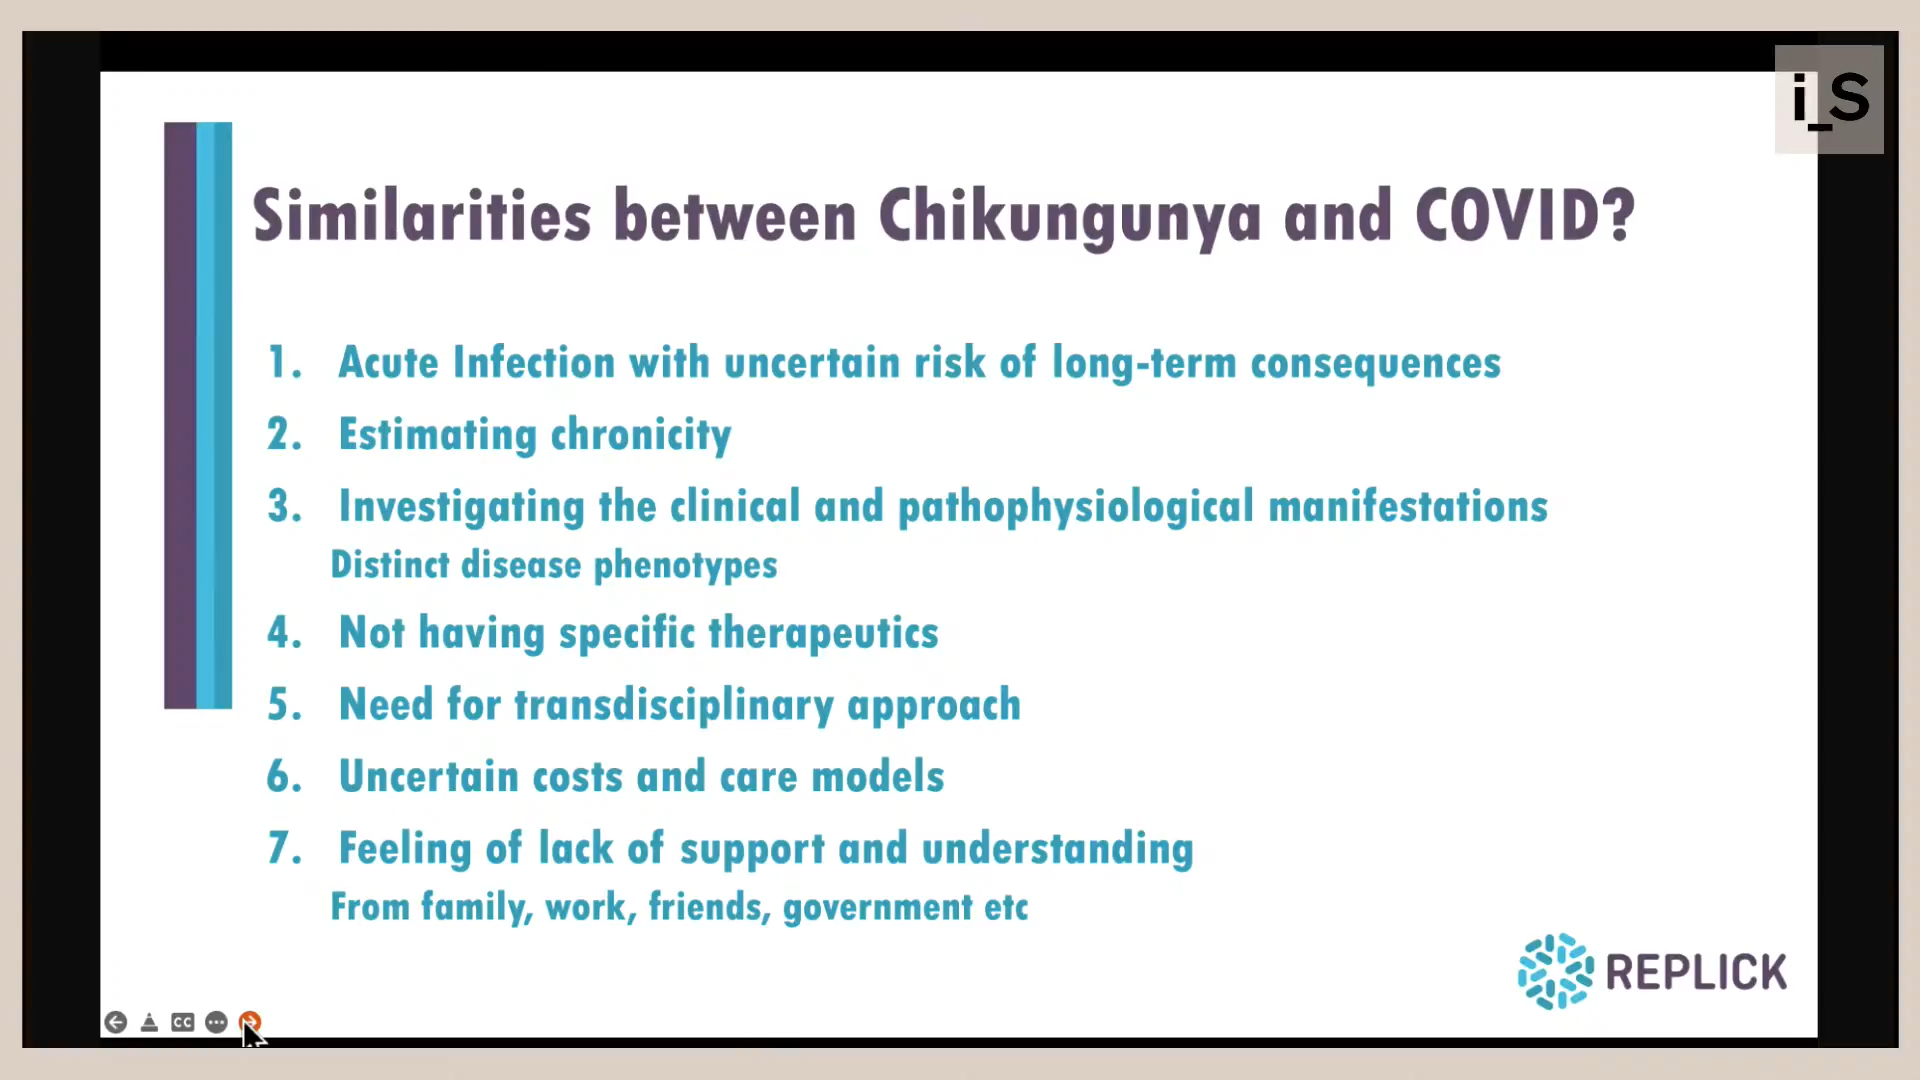 i_S
Similarities between Chikungunya and COVID?
1. Acute Infection with uncertain risk of long-term consequences
2. Estimating chronicity
3. Investigating the clinical and pathophysiological manifestations
Distinct disease phenotypes
4. Not having specific therapeutics
5. Need for transdisciplinary approach
6. Uncertain costs and care models
7. Feeling of lack of support and understanding
From family, work, friends, government etc
REPLICK
CC